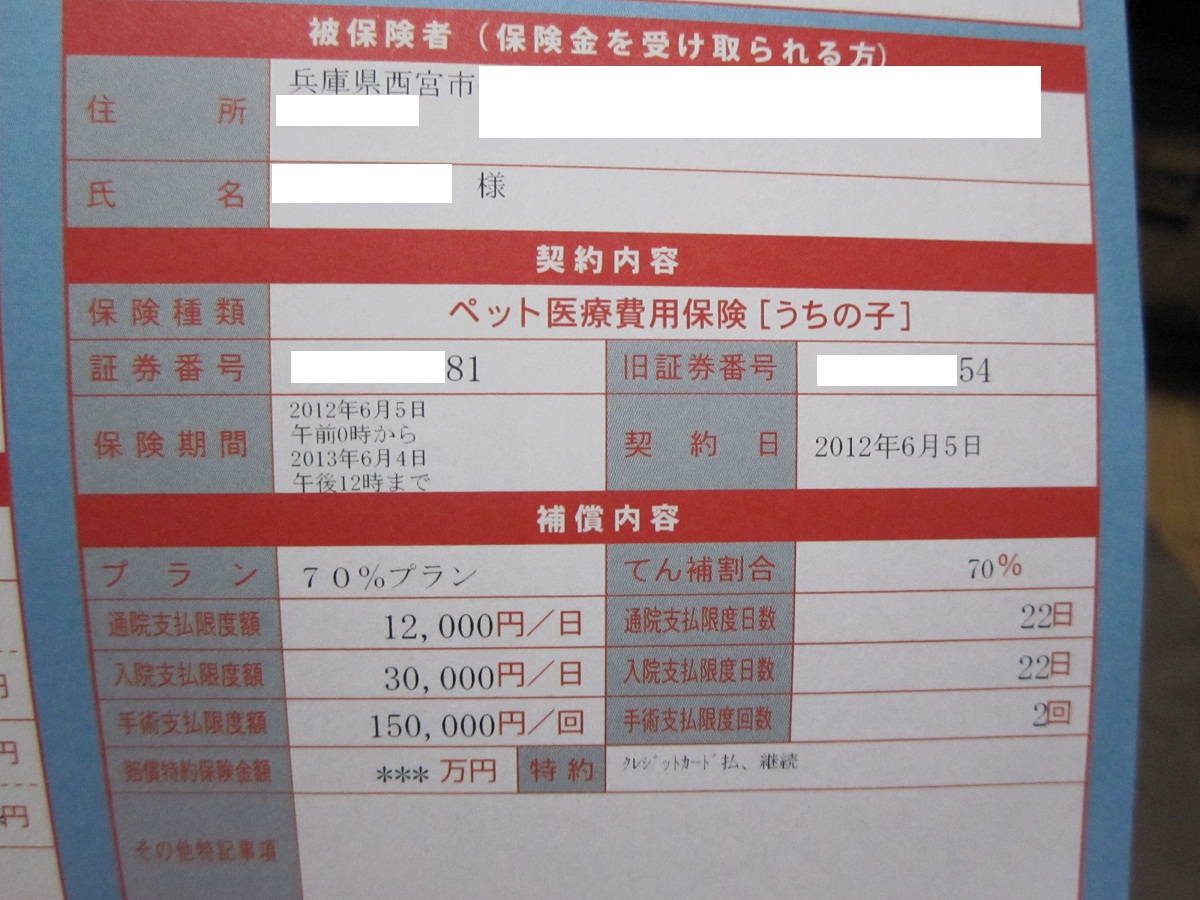 被保険者（保険金を受け取られる方）
住所 兵庫県西宮市
氏名 様
契約内容
保険種類 ペット医療費用保険［うちの子］
証券番号 81 旧証券番号 54
保険期間 2012年6月5日
午前0時から
2013年6月4日
午後12時まで
契約日 2012年6月5日
補償内容
プラン ７０％プラン てん補割合 70％
通院支払限度額 12,000円／日 通院支払限度日数 22日
入院支払限度額 30,000円／日 入院支払限度日数 22日
手術支払限度額 150,000円／回 手術支払限度回数 2回
賠償特約保険金額 ***万円 特約 ｸﾚｼﾞｯﾄｶｰﾄﾞ払、継続
その他特記事項
円
円
円